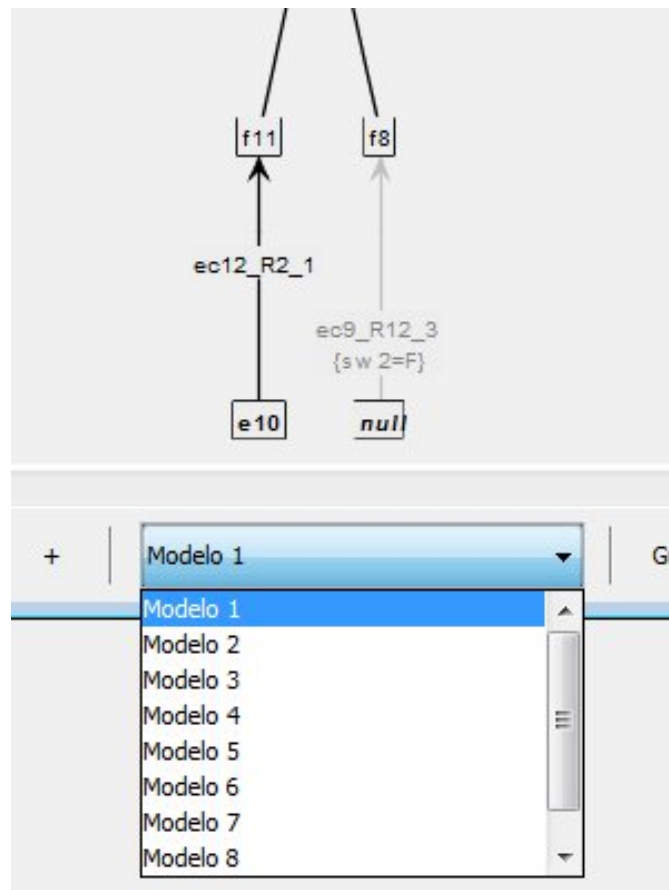 f11
f8
ec12_R2_1
ec9_R12_3
{sw 2=F}
e10
null
+
Modelo 1
G
Modelo 1
Modelo 2
Modelo 3
Modelo 4
Modelo 5
Modelo 6
Modelo 7
Modelo 8